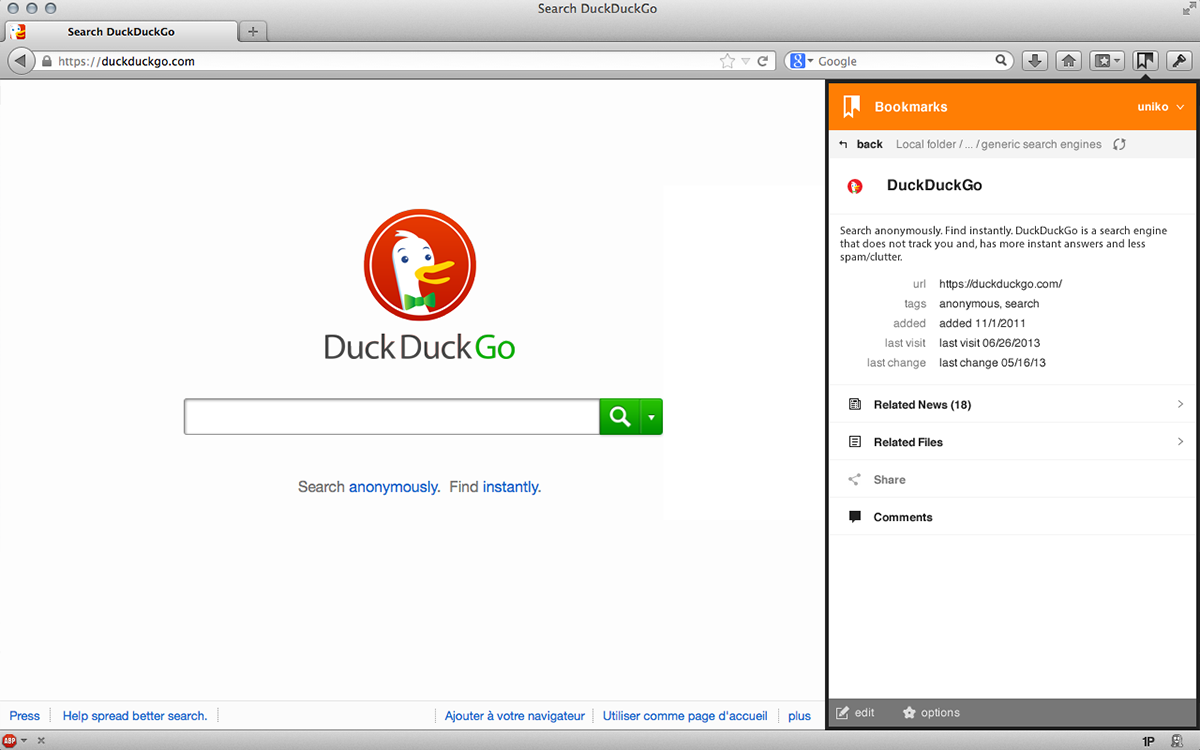 Search DuckDuckGo
Search DuckDuckGo
https://duckduckgo.com
Google
Bookmarks
uniko
back Local folder / ... / generic search engines
DuckDuckGo
Search anonymously. Find instantly. DuckDuckGo is a search engine
that does not track you and, has more instant answers and less
spam/clutter.
url https://duckduckgo.com/
tags anonymous, search
added added 11/1/2011
last visit last visit 06/26/2013
last change last change 05/16/13
Related News (18)
Related Files
Share
Comments
edit options
DuckDuckGo
Search anonymously. Find instantly.
Press Help spread better search. Ajouter à votre navigateur Utiliser comme page d'accueil plus
ABP
1P